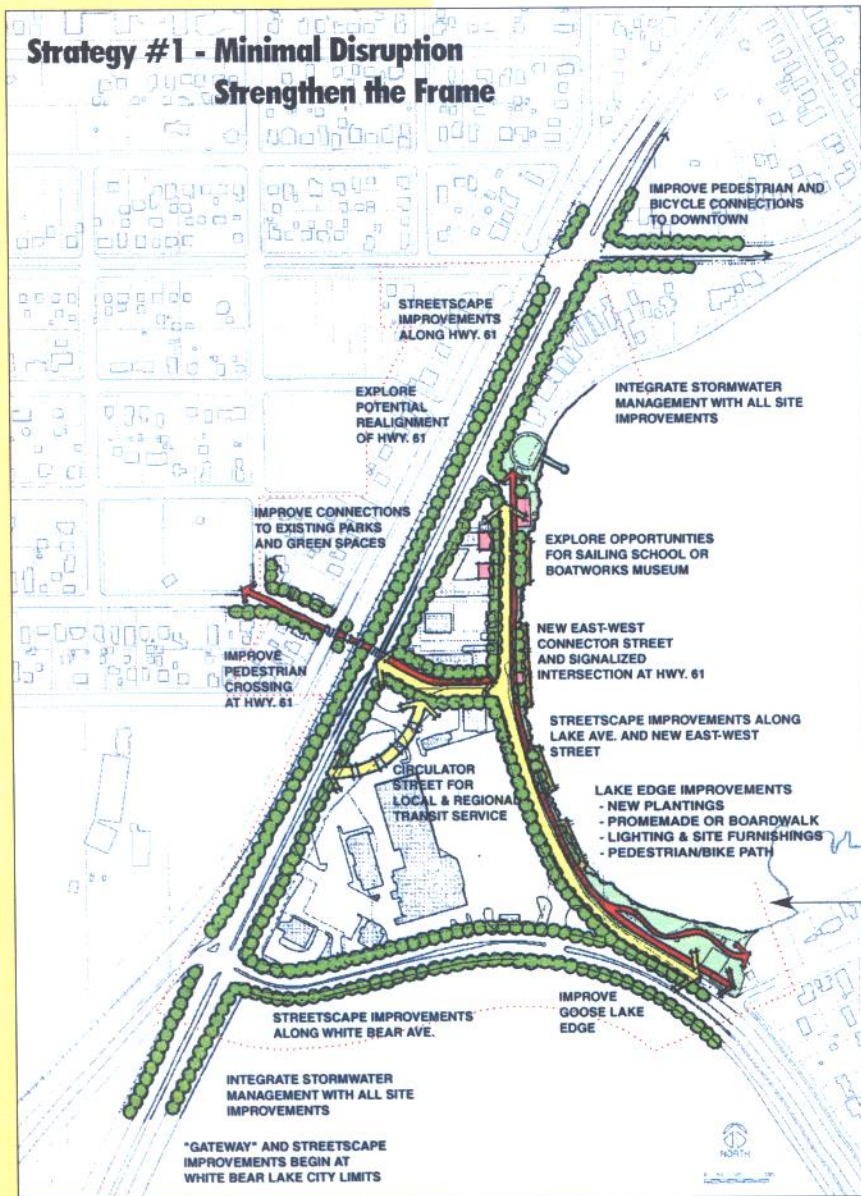 Strategy #1 - Minimal Disruption
Strengthen the Frame
IMPROVE PEDESTRIAN AND
BICYCLE CONNECTIONS
TO DOWNTOWN
STREETSCAPE
IMPROVEMENTS
ALONG HWY. 61
EXPLORE
POTENTIAL
REALIGNMENT
OF HWY. 61
INTEGRATE STORMWATER
MANAGEMENT WITH ALL SITE
IMPROVEMENTS
IMPROVE CONNECTIONS
TO EXISTING PARKS
AND GREEN SPACES
EXPLORE OPPORTUNITIES
FOR SAILING SCHOOL OR
BOATWORKS MUSEUM
NEW EAST-WEST
CONNECTOR STREET
AND SIGNALIZED
INTERSECTION AT HWY. 61
IMPROVE
PEDESTRIAN
CROSSING
AT HWY. 61
STREETSCAPE IMPROVEMENTS ALONG
LAKE AVE. AND NEW EAST-WEST
STREET
CIRCULATOR
STREET FOR
LOCAL & REGIONAL
TRANSIT SERVICE
LAKE EDGE IMPROVEMENTS
- NEW PLANTINGS
- PROMEMADE OR BOARDWALK
- LIGHTING & SITE FURNISHINGS
- PEDESTRIAN/BIKE PATH
STREETSCAPE IMPROVEMENTS
ALONG WHITE BEAR AVE.
IMPROVE
GOOSE LAKE
EDGE
INTEGRATE STORMWATER
MANAGEMENT WITH ALL SITE
IMPROVEMENTS
"GATEWAY" AND STREETSCAPE
IMPROVEMENTS BEGIN AT
WHITE BEAR LAKE CITY LIMITS
NORTH